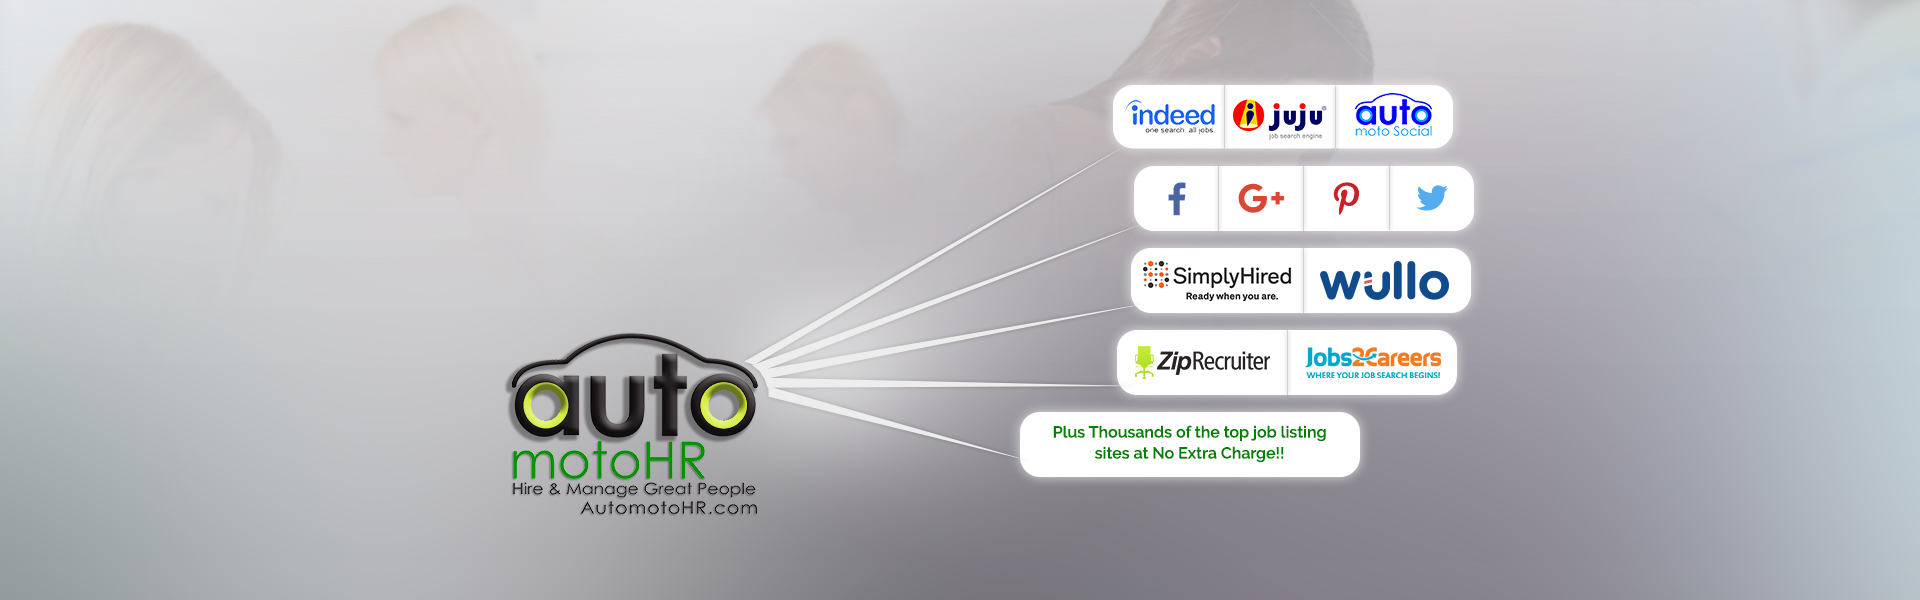 indeed
one search. all jobs.
juju®
job search engine
auto
moto Social
f
G+
SimplyHired
Ready when you are.
wullo
ZipRecruiter
Jobs2Careers
WHERE YOUR JOB SEARCH BEGINS!
Plus Thousands of the top job listing
sites at No Extra Charge!!
auto
motoHR
Hire & Manage Great People
AutomotoHR.com